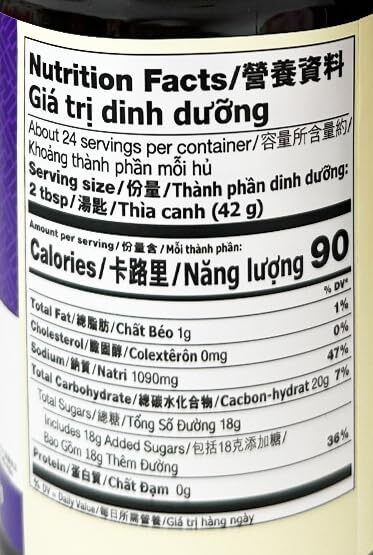 Nutrition Facts/營養資料
Giá trị dinh dưỡng
About 24 servings per container/容量所含量約/
Khoảng thành phần mỗi hủ
Serving size/份量/Thành phần dinh dưỡng:
2 tbsp/湯匙/Thìa canh (42 g)
Amount per serving/份量含/Mỗi thành phần:
Calories/卡路里/Năng lượng 90
% DV*
Total Fat/總脂肪/Chất Béo 1g 1%
Cholesterol/膽固醇/Colextêrôn 0mg 0%
Sodium/鈉質/Natri 1090mg 47%
Total Carbohydrate/總碳水化合物/Cacbon-hydrat 20g 7%
Total Sugars/總糖/Tổng Số Đường 18g
Includes 18g Added Sugars/包括18克添加糖/
Bao Gồm 18g Thêm Đường 36%
Protein/蛋白質/Chất Đạm 0g
% DV = Daily Value/每日所需營養/Giá trị hàng ngày